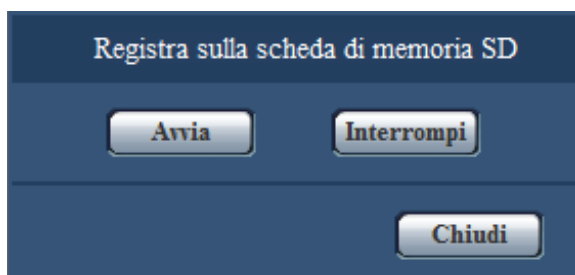 Registra sulla scheda di memoria SD
Avvia Interrompi
Chiudi